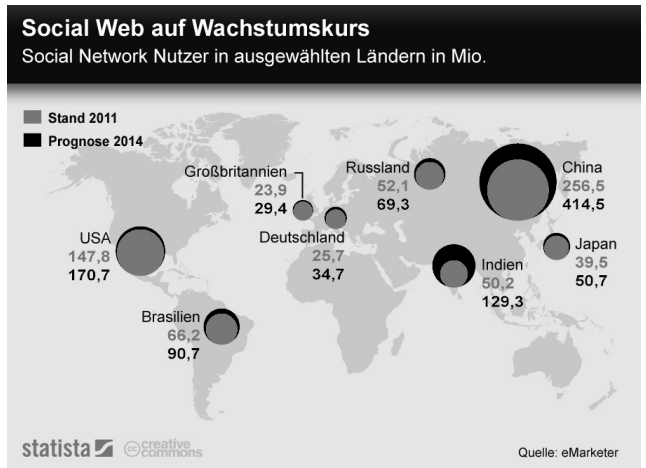 Social Web auf Wachstumskurs
Social Network Nutzer in ausgewählten Ländern in Mio.
Stand 2011
Prognose 2014
Großbritannien
23,9
29,4
Russland
52,1
69,3
China
256,5
414,5
USA
147,8
170,7
Deutschland
25,7
34,7
Indien
50,2
129,3
Japan
39,5
50,7
Brasilien
66,2
90,7
statista
cc creative
commons
Quelle: eMarketer